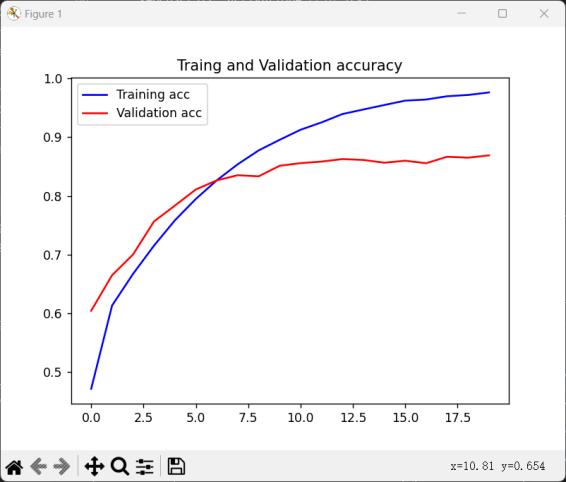 Figure 1
Traing and Validation accuracy
Training acc
Validation acc
1.0
0.9
0.8
0.7
0.6
0.5
0.0 2.5 5.0 7.5 10.0 12.5 15.0 17.5
x=10.81 y=0.654